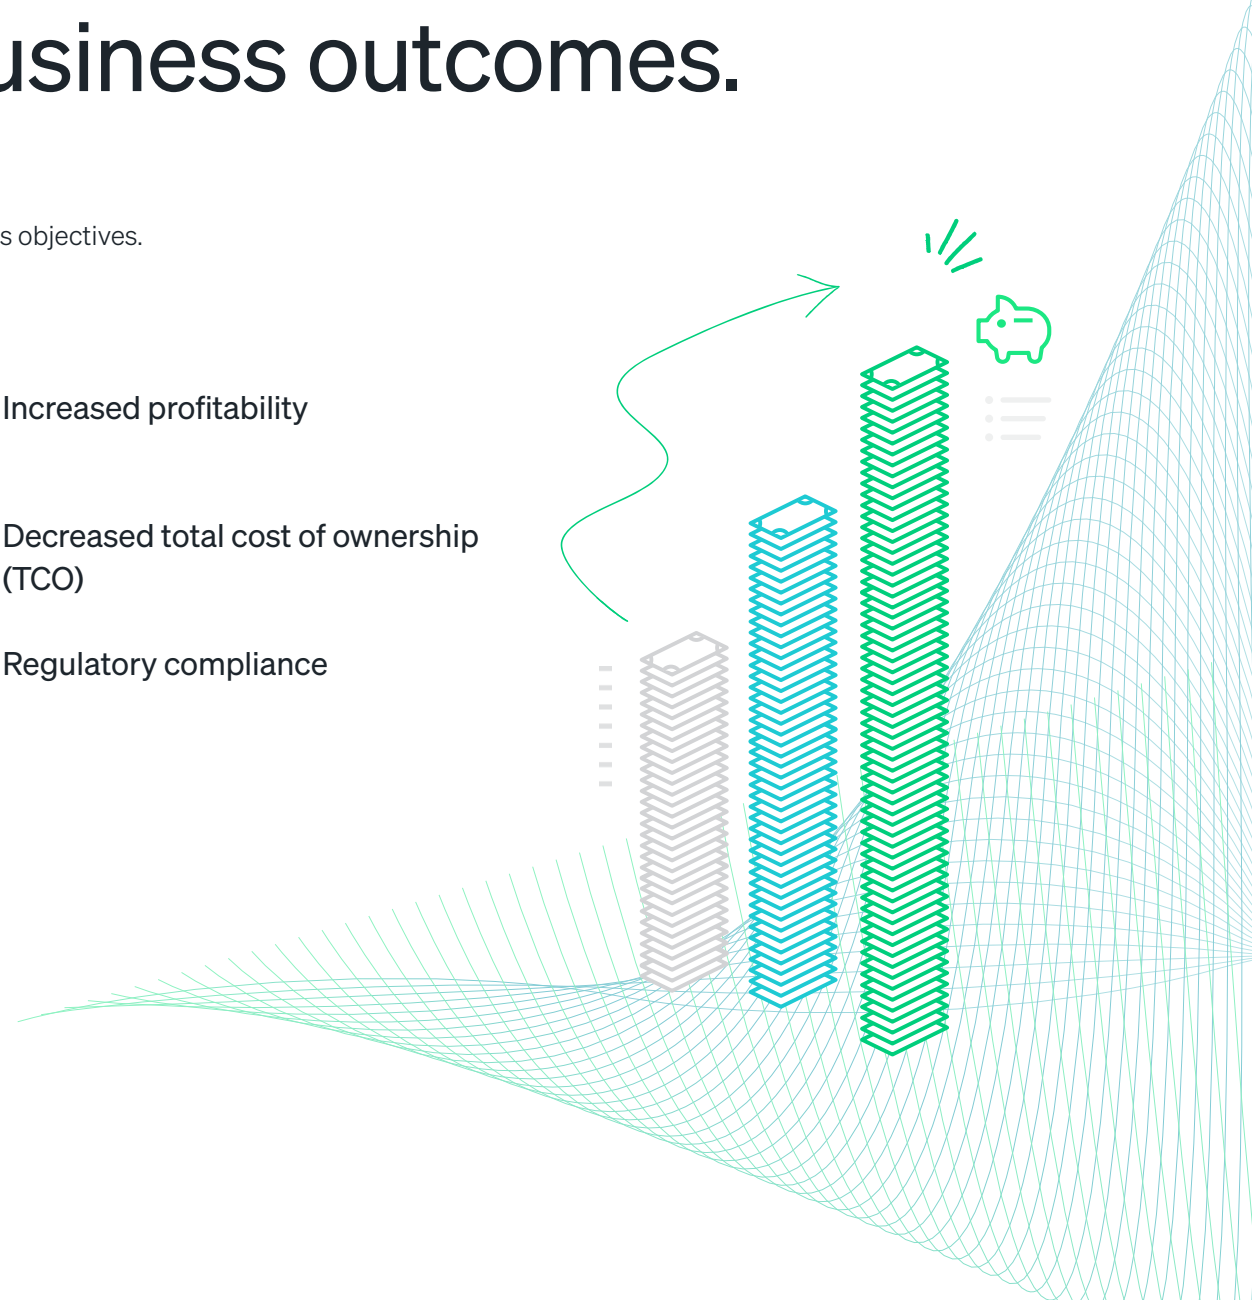 usiness outcomes.
s objectives.
Increased profitability
Decreased total cost of ownership
(TCO)
Regulatory compliance